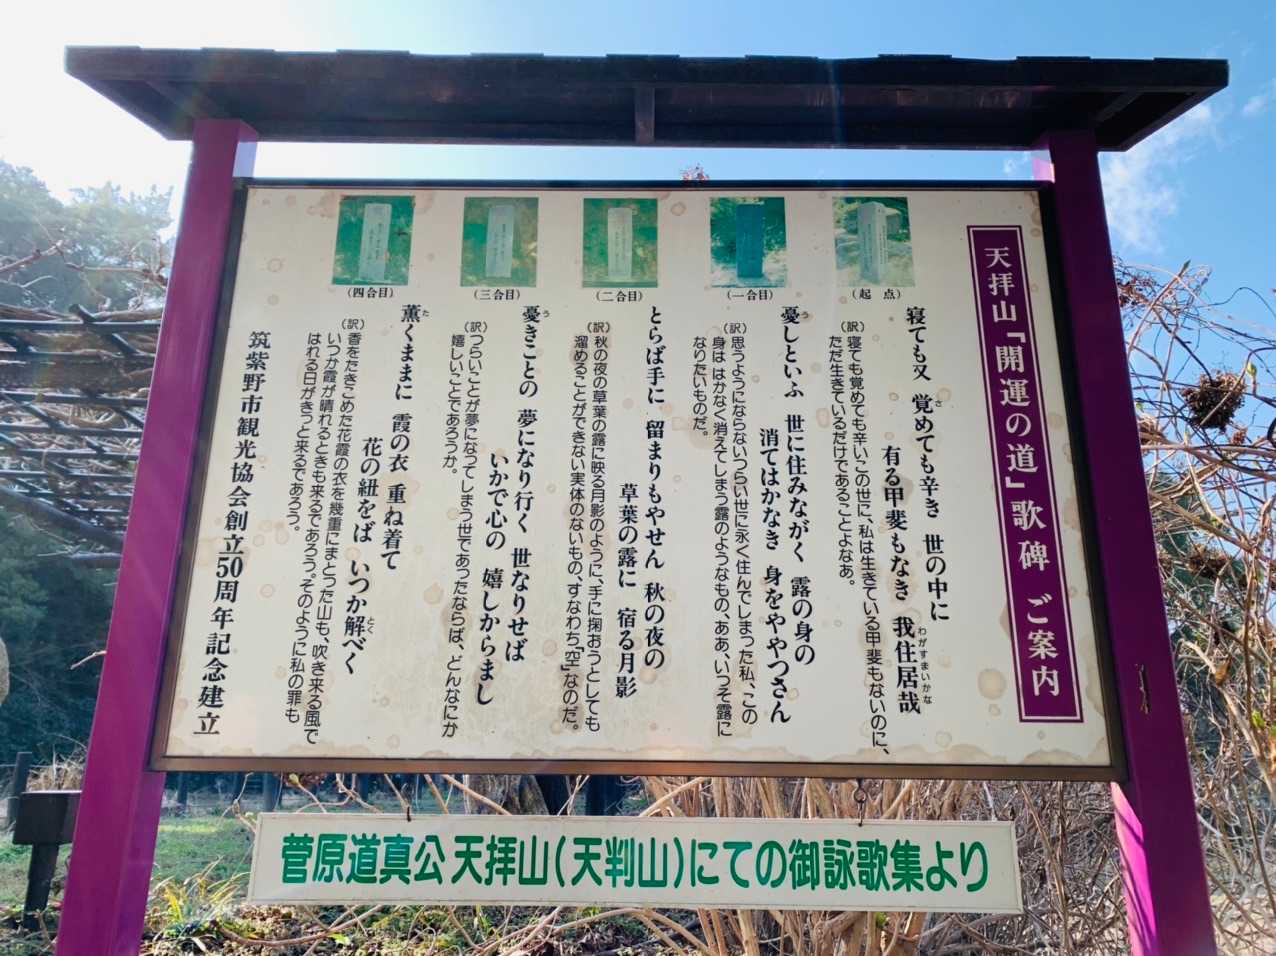 天拝山「開運の道」歌碑 ご案内
（起 点）
寝ても又 覚めても辛き 世の中に
さ
有る甲斐もなき 我住居哉
わがすまいかな
（訳）寝ても覚めても辛いこの世に、私は生きている甲斐もないのに、
ただ生きているだけであることよなあ。
（一合目）
憂しといふ 世に住みながく 露の身の
う
消てはかなき 身をややつさん
（訳）思うようにならないつらい世に永く住んでしまった私、この
身ははかなく消えてしまう露のようなもの、ああ、いっそ露に
なりたいもの。
（二合目）
とらば手に 留まりもやせん 秋の夜の
草葉の露に 宿る月影
（訳）秋の夜の草葉の露に映る月影のように、手に掬おうとしても
溜めることができない実体のないもの、すなわち「空」なのだ。
（三合目）
憂きことの 夢になり行く 世なりせば
う
いかで心の 嬉しからまし
（訳）つらいことが夢になってしまう世であったならば、どんなにか
嬉しいことであろうか。
（四合目）
薫くままに 霞の衣 重ね着て
た
花の紐をば いつか解べく
とく
（訳）香をたきこめた花霞の衣を幾重にまとった山も、吹き来る風で
いつか霞が晴れるときも来るであろう。そのように私の罪も
はれる日がきっと来るであろう。
筑紫野市観光協会創立50周年記念建立
菅原道真公天拝山(天判山)にての御詠歌集より